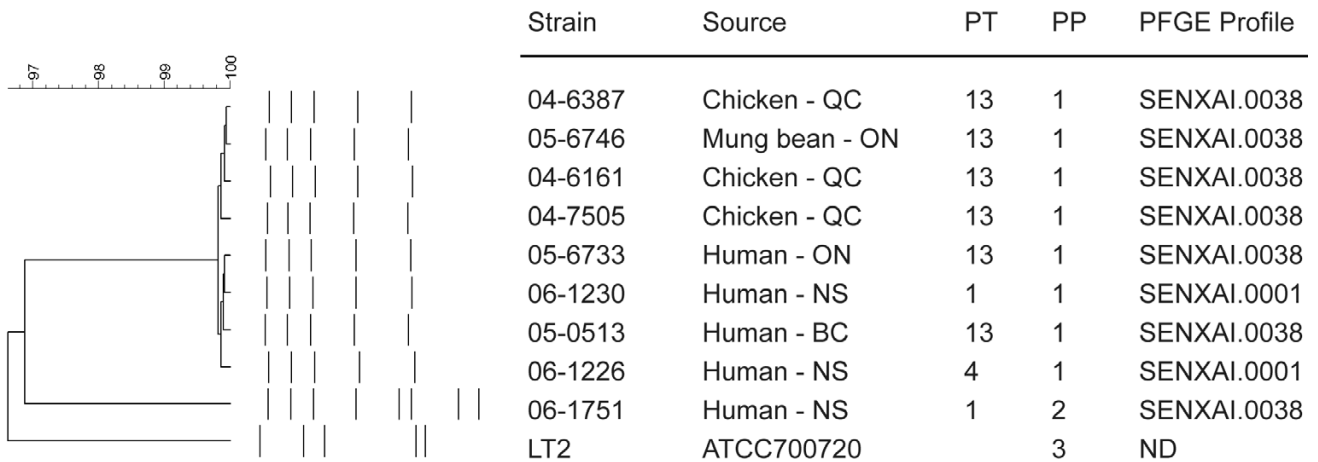 Strain Source PT PP PFGE Profile
97 98 99 100
04-6387 Chicken - QC 13 1 SENXAI.0038
05-6746 Mung bean - ON 13 1 SENXAI.0038
04-6161 Chicken - QC 13 1 SENXAI.0038
04-7505 Chicken - QC 13 1 SENXAI.0038
05-6733 Human - ON 13 1 SENXAI.0038
06-1230 Human - NS 1 1 SENXAI.0001
05-0513 Human - BC 13 1 SENXAI.0038
06-1226 Human - NS 4 1 SENXAI.0001
06-1751 Human - NS 1 2 SENXAI.0038
LT2 ATCC700720 3 ND